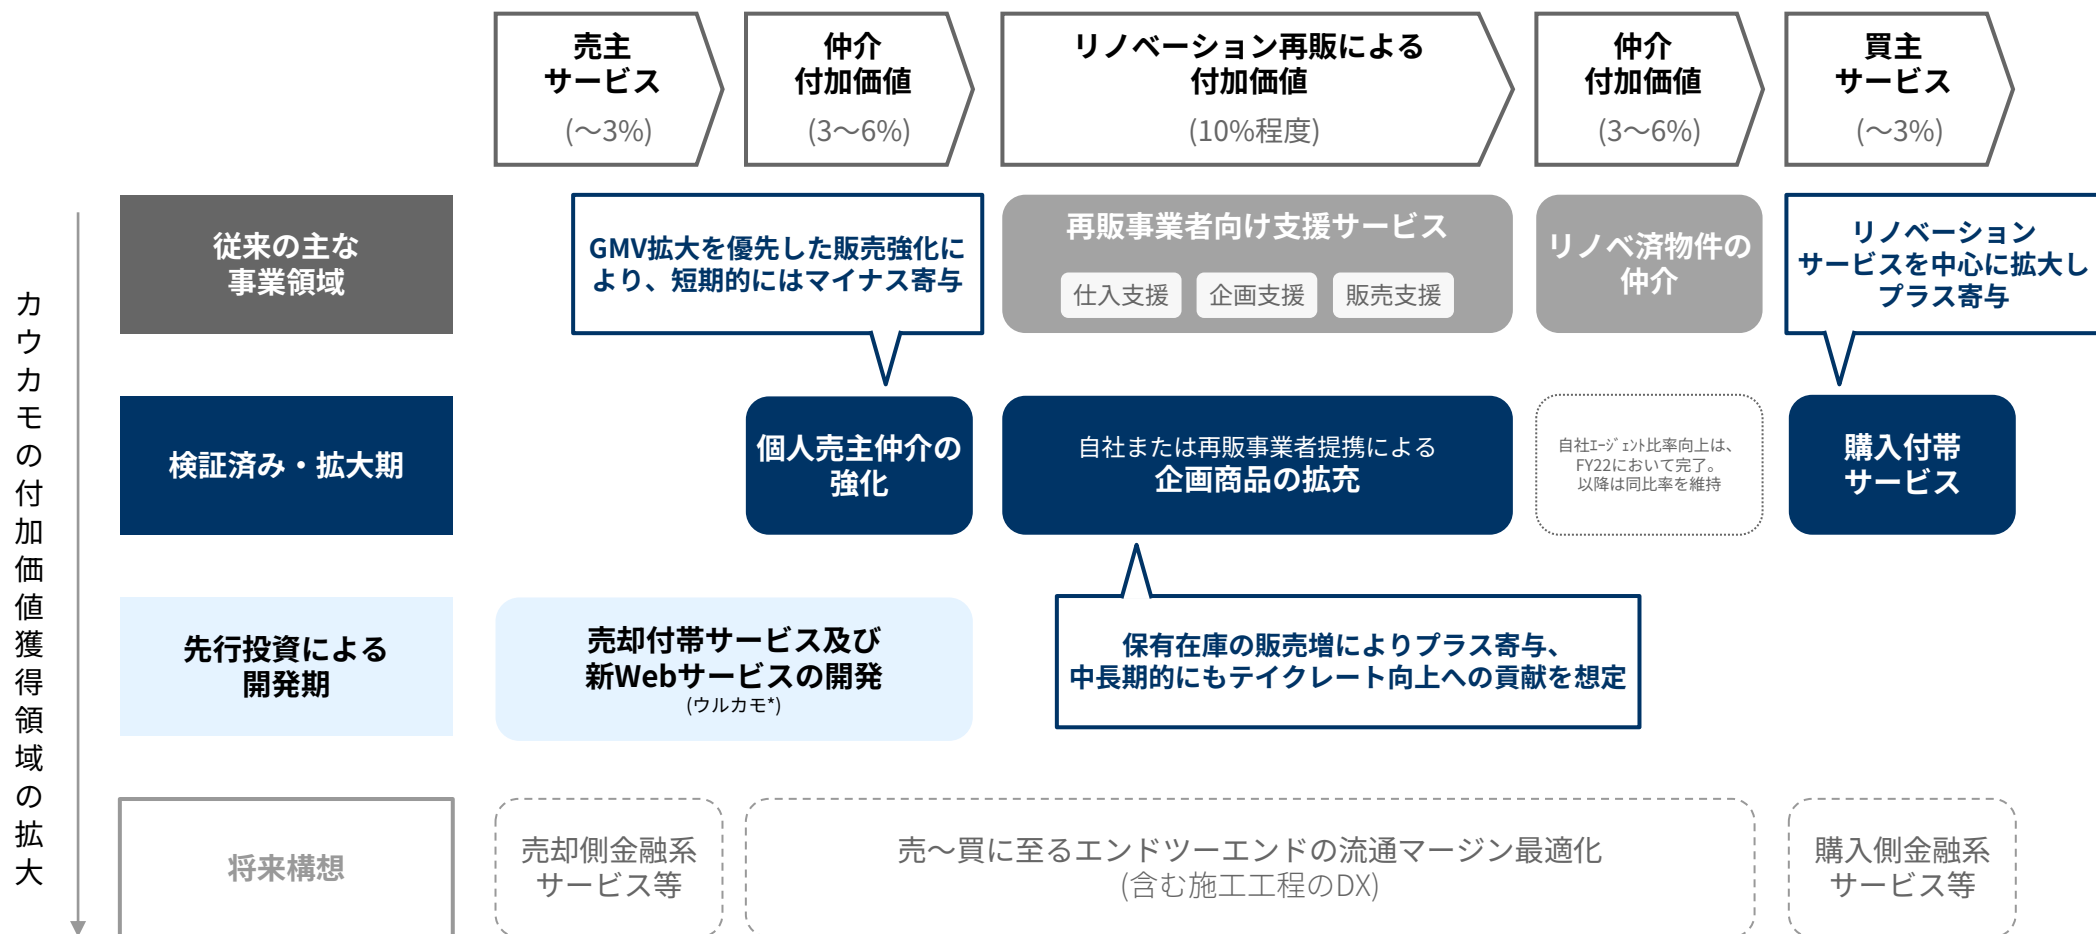 売主
サービス
(～3%)
仲介
付加価値
(3～6%)
リノベーション再販による
付加価値
(10%程度)
仲介
付加価値
(3～6%)
買主
サービス
(～3%)
カウカモの付加価値獲得領域の拡大
従来の主な
事業領域
GMV拡大を優先した販売強化に
より、短期的にはマイナス寄与
再販事業者向け支援サービス
仕入支援
企画支援
販売支援
リノベ済物件の
仲介
リノベーション
サービスを中心に拡大し
プラス寄与
検証済み・拡大期
個人売主仲介の
強化
自社または再販事業者提携による
企画商品の拡充
自社ｴｰｼﾞｪﾝﾄ比率向上は、
FY22において完了。
以降は同比率を維持
購入付帯
サービス
先行投資による
開発期
売却付帯サービス及び
新Webサービスの開発
(ウルカモ*)
保有在庫の販売増によりプラス寄与、
中長期的にもテイクレート向上への貢献を想定
将来構想
売却側金融系
サービス等
売～買に至るエンドツーエンドの流通マージン最適化
(含む施工工程のDX)
購入側金融系
サービス等